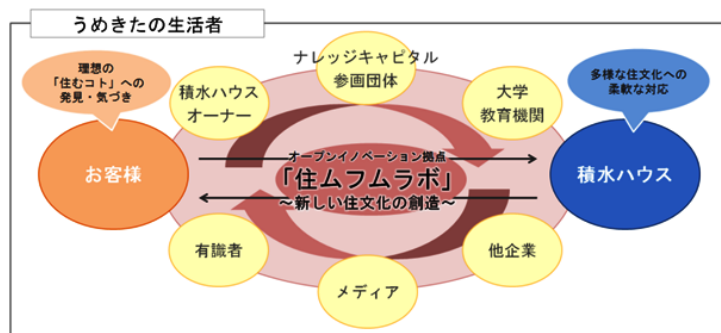 うめきたの生活者
理想の
「住むコト」への
発見・気づき
お客様
積水ハウス
オーナー
ナレッジキャピタル
参画団体
大学
教育機関
多様な住文化への
柔軟な対応
積水ハウス
オープンイノベーション拠点
「住ムフムラボ」
～新しい住文化の創造～
有識者
メディア
他企業